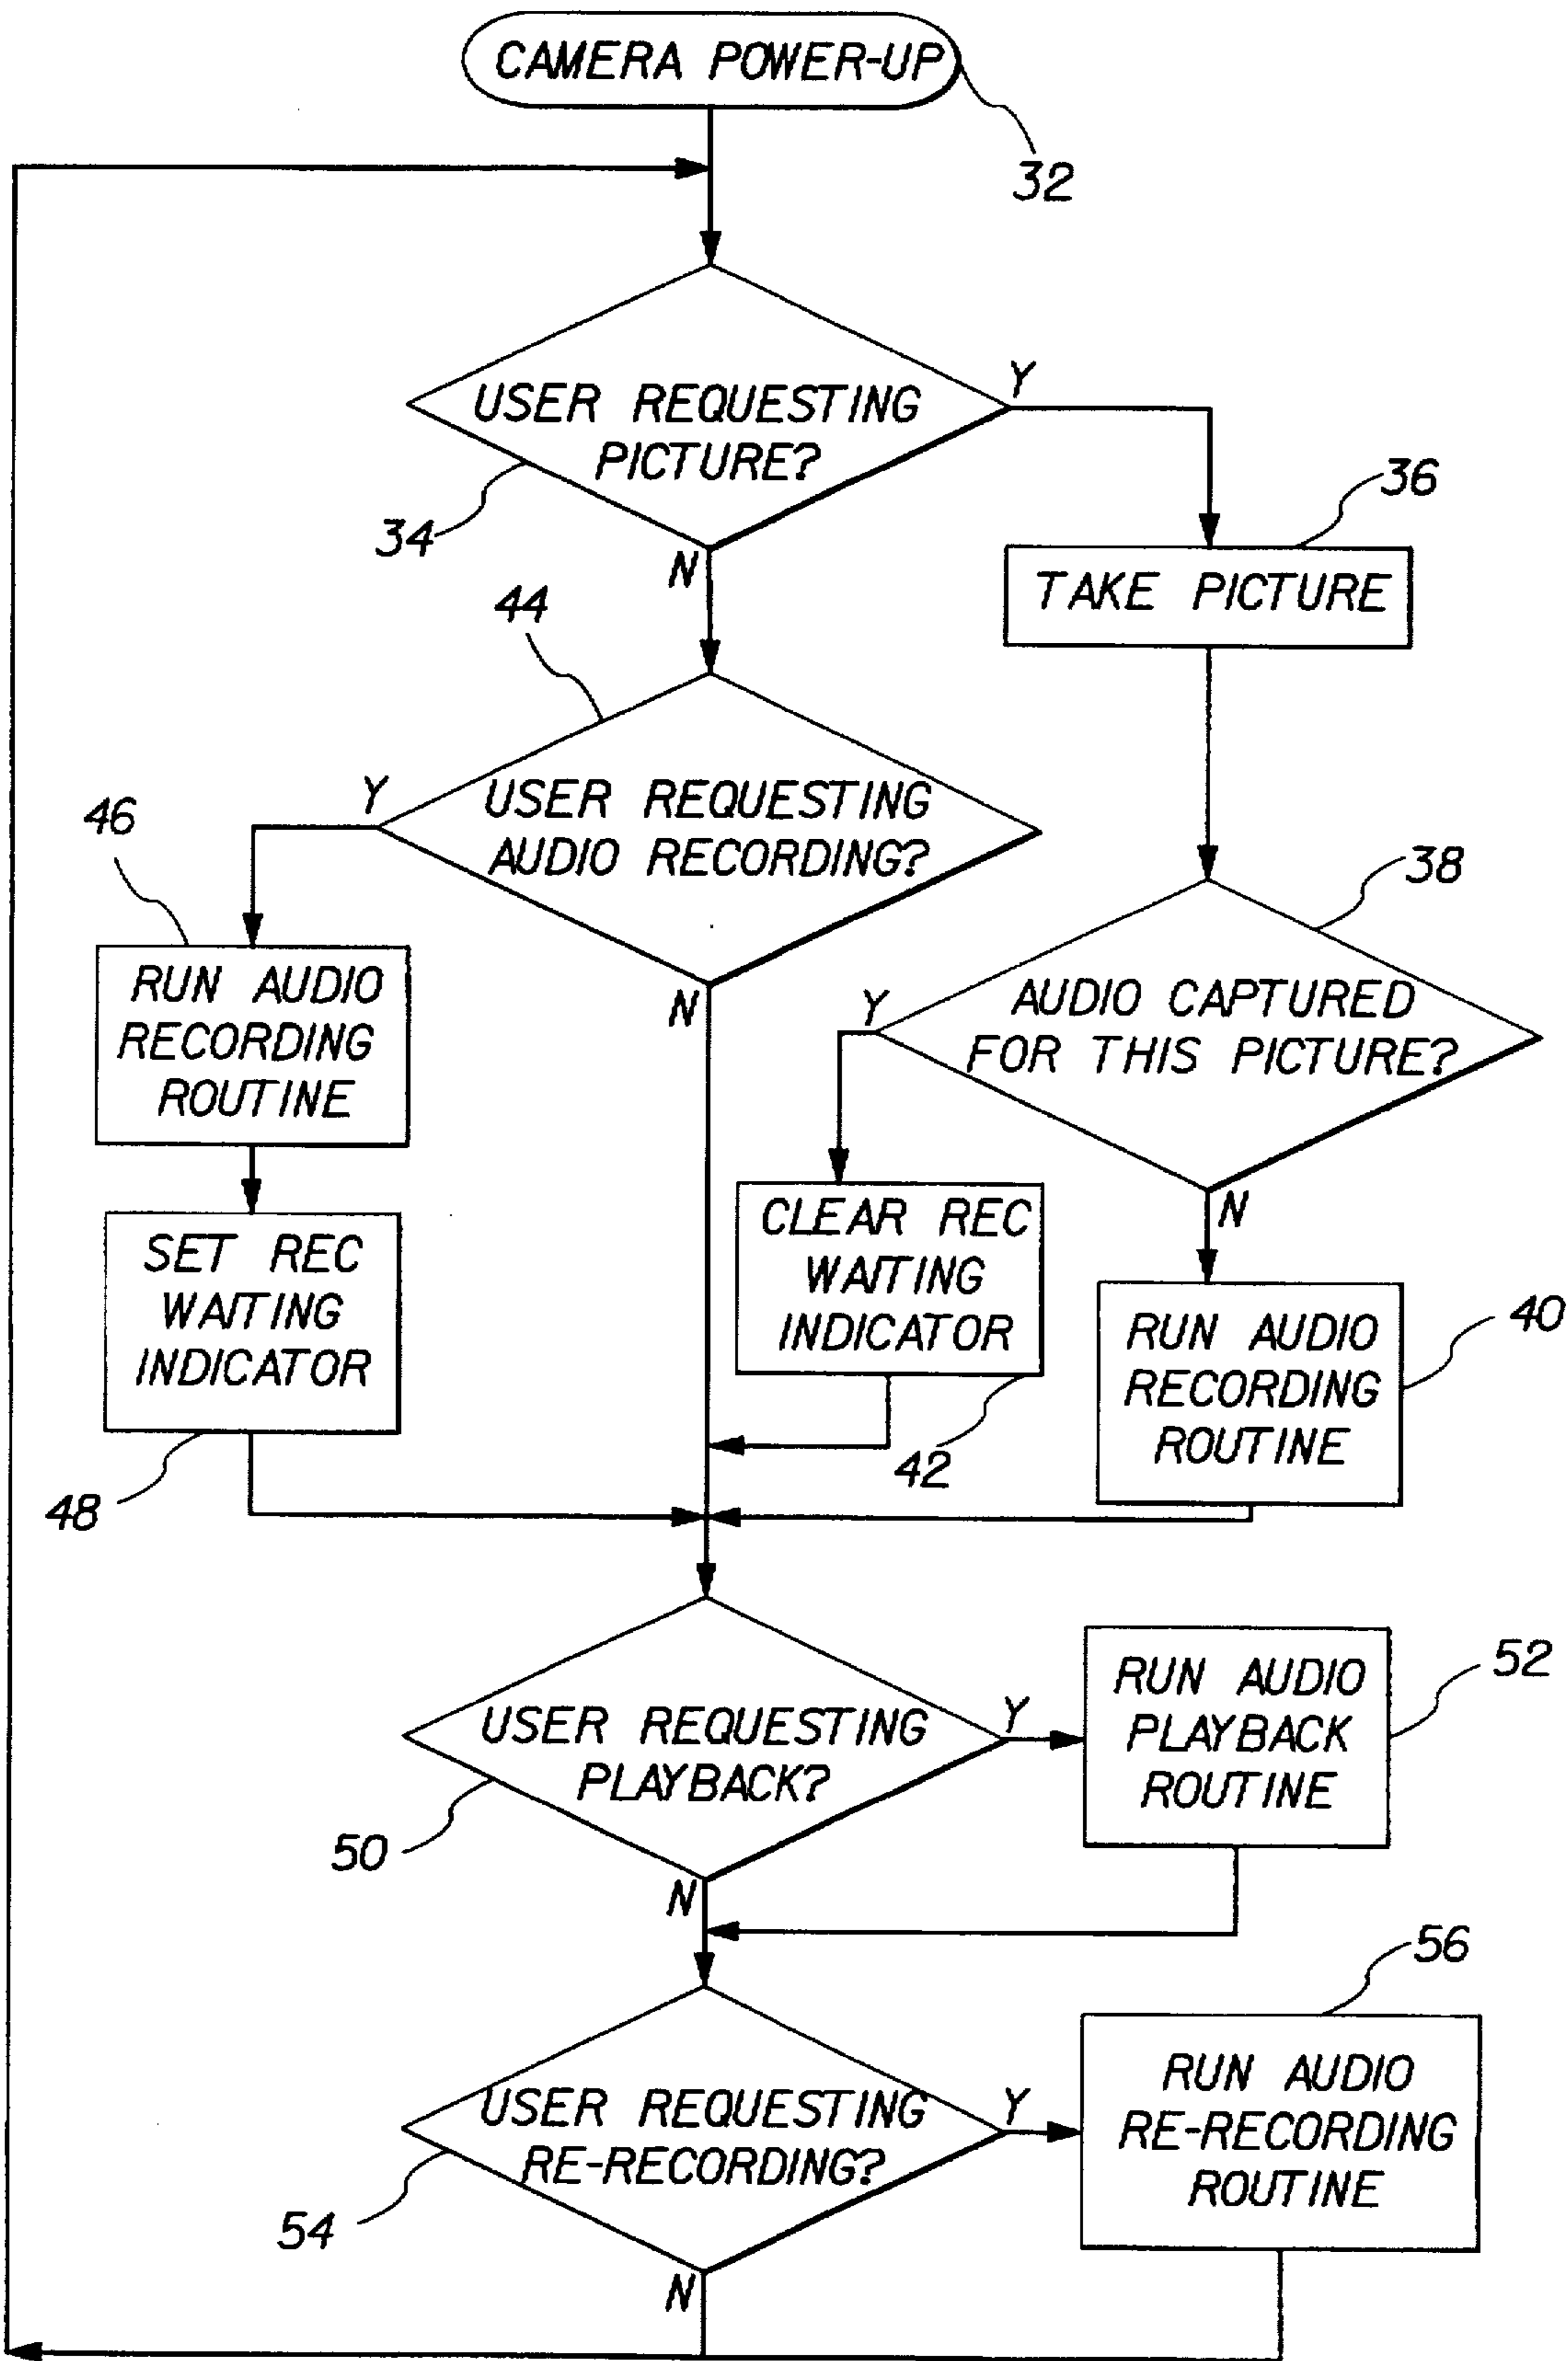 CAMERA POWER-UP
32
USER REQUESTING
PICTURE?
34
Y
N
36
TAKE PICTURE
44
USER REQUESTING
AUDIO RECORDING?
Y
N
46
RUN AUDIO
RECORDING
ROUTINE
38
AUDIO CAPTURED
FOR THIS PICTURE?
Y
N
SET REC
WAITING
INDICATOR
48
CLEAR REC
WAITING
INDICATOR
42
RUN AUDIO
RECORDING
ROUTINE
40
USER REQUESTING
PLAYBACK?
50
Y
N
RUN AUDIO
PLAYBACK
ROUTINE
52
USER REQUESTING
RE-RECORDING?
54
Y
N
56
RUN AUDIO
RE-RECORDING
ROUTINE